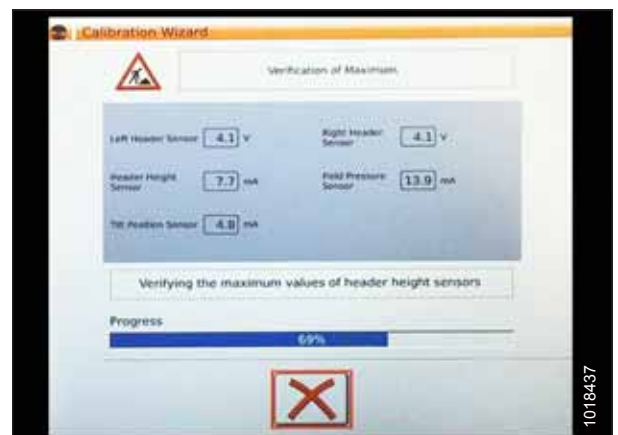 Calibration Wizard
Verification of Maximum
Left Header Sensor 4.1 V
Right Header
Sensor 4.1 V
Header Height
Sensor 7.7 mA
Field Pressure
Sensor 13.9 mA
Tilt Position Sensor 4.8 mA
Verifying the maximum values of header height sensors
Progress
69%
1018437